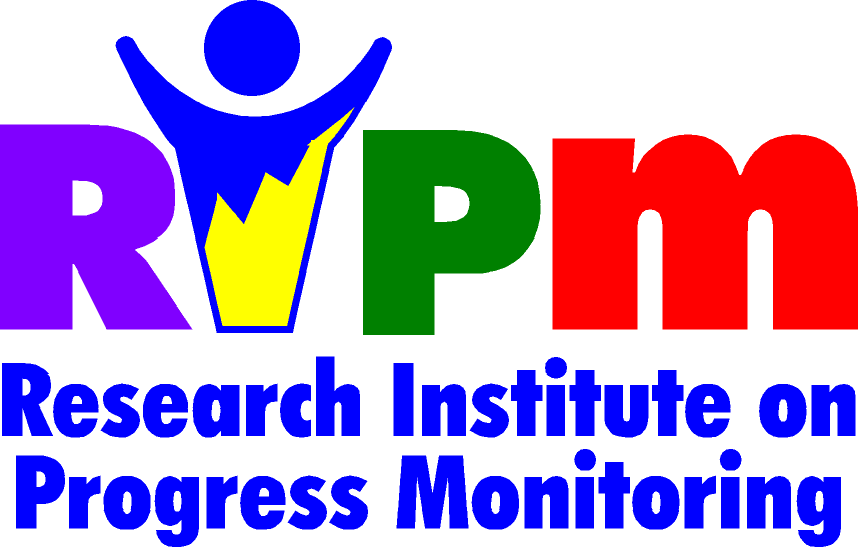 RIPm
Research Institute on
Progress Monitoring